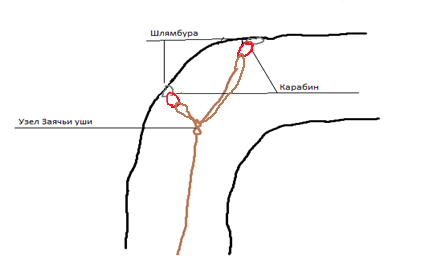 Шлямбура
Карабин
Узел Заячьи уши